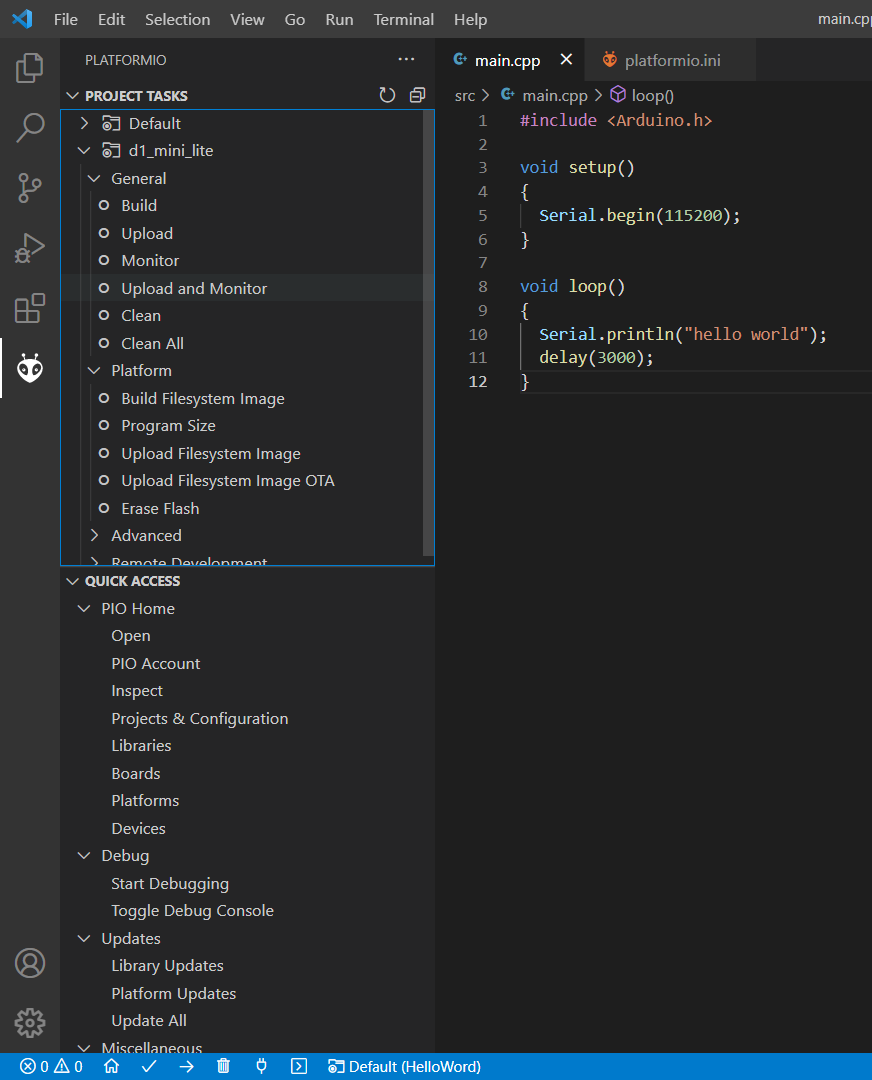 File Edit Selection View Go Run Terminal Help main.cpp
PLATFORMIO
PROJECT TASKS
Default
d1_mini_lite
General
Build
Upload
Monitor
Upload and Monitor
Clean
Clean All
Platform
Build Filesystem Image
Program Size
Upload Filesystem Image
Upload Filesystem Image OTA
Erase Flash
Advanced
Remote Development
QUICK ACCESS
PIO Home
Open
PIO Account
Inspect
Projects & Configuration
Libraries
Boards
Platforms
Devices
Debug
Start Debugging
Toggle Debug Console
Updates
Library Updates
Platform Updates
Update All
Miscellaneous
main.cpp platformio.ini
src > main.cpp > loop()
1 #include <Arduino.h>
2
3 void setup()
4 {
5 Serial.begin(115200);
6 }
7
8 void loop()
9 {
10 Serial.println("hello world");
11 delay(3000);
12 }
0 0 Default (HelloWord)